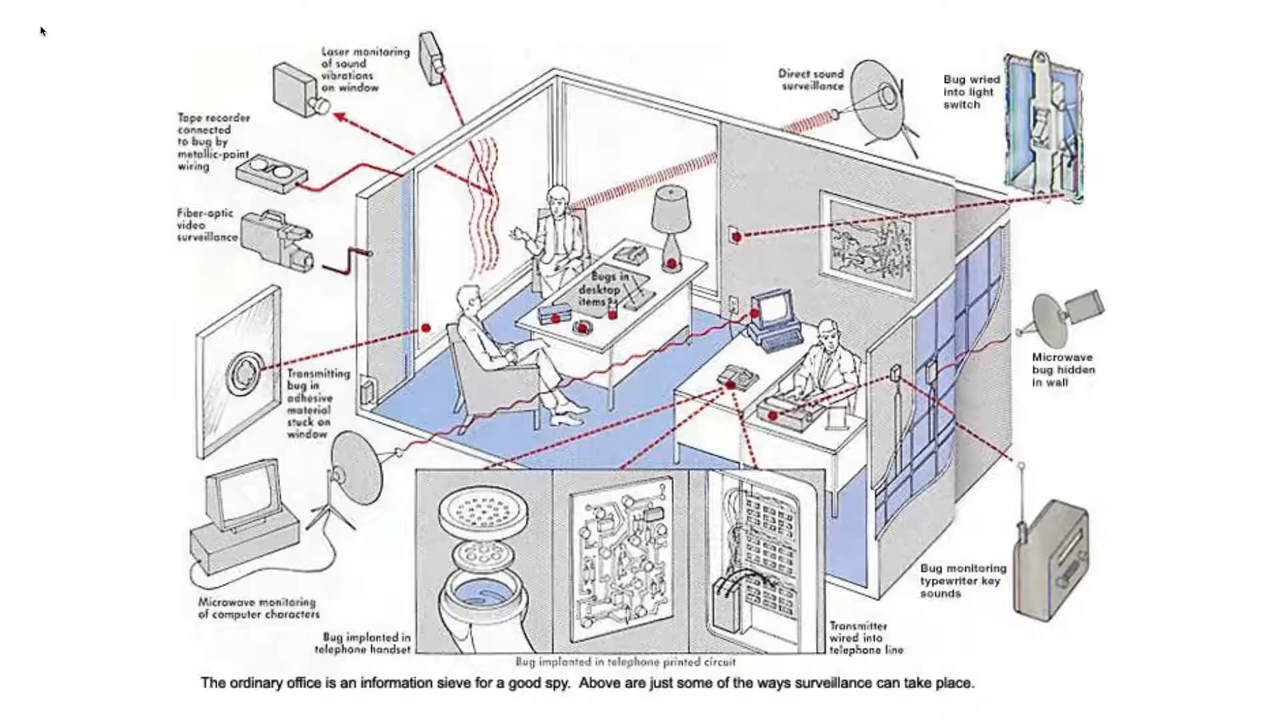 Laser monitoring
of sound
vibrations
on window
Direct sound
surveillance
Bug wried
into light
switch
Tape recorder
connected
to bug by
metallic-paint
wiring
Fiber-optic
video
surveillance
Bugs in
desktop
items?
Transmitting
bug in
adhesive
material
stuck on
window
Microwave
bug hidden
in wall
Microwave monitoring
of computer characters
Bug monitoring
typewriter key
sounds
Bug implanted in
telephone handset
Transmitter
wired into
telephone line
Bug implanted in telephone printed circuit
The ordinary office is an information sieve for a good spy. Above are just some of the ways surveillance can take place.